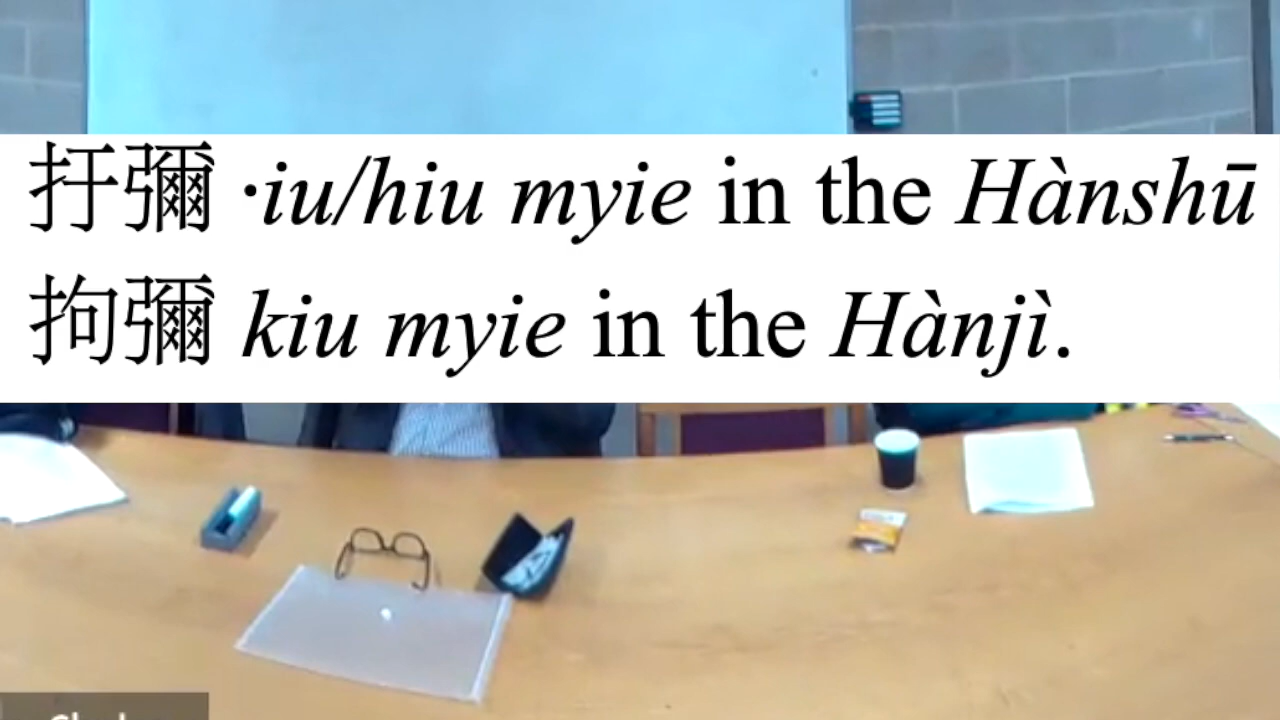 扜彌 ·iu/hiu myie in the Hànshū
拘彌 kiu myie in the Hànjì.